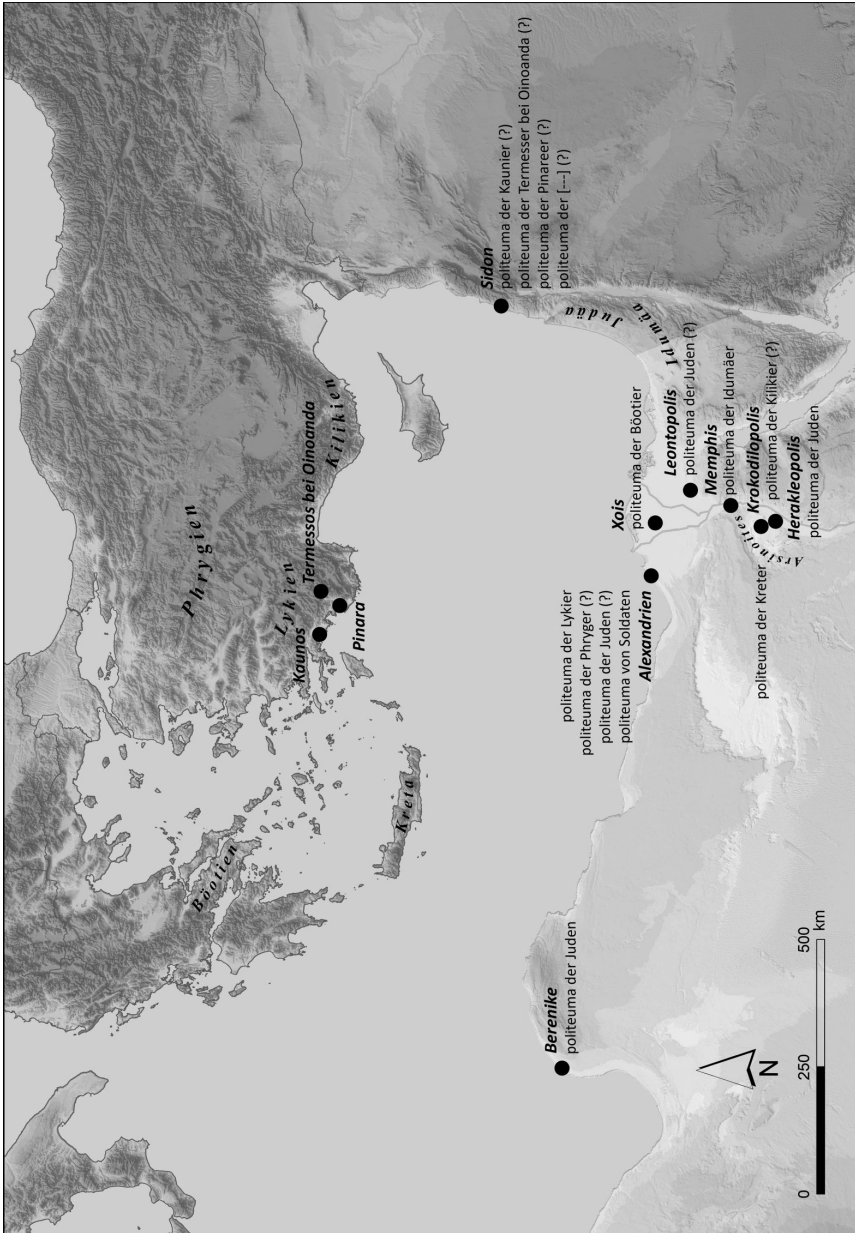 Phrygien
Lykien
Termessos bei Oinoanda
Kaunos
Pinara
Kilikien
Böotien
Kreta
Sidon
politeuma der Kaunier (?)
politeuma der Termesser bei Oinoanda (?)
politeuma der Pinareer (?)
politeuma der [---] (?)
Judäa
Idumäa
Berenike
politeuma der Juden
politeuma der Lykier
politeuma der Phryger (?)
politeuma der Juden (?)
politeuma von Soldaten
Alexandrien
Xois
politeuma der Böotier
Leontopolis
politeuma der Juden (?)
Memphis
politeuma der Idumäer
Arsinoites
Krokodilopolis
politeuma der Kilikier (?)
politeuma der Kreter
Herakleopolis
politeuma der Juden
N
0 250 500
km